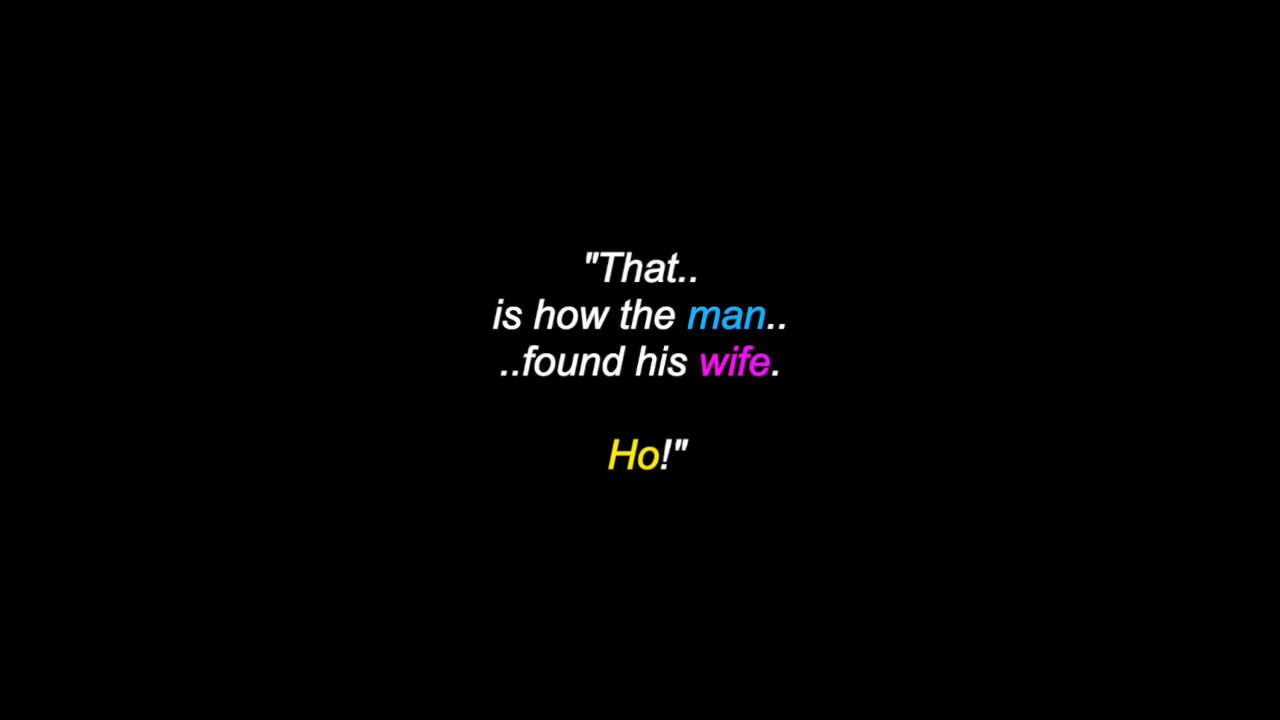 "That..
is how the man..
..found his wife.
Ho!"